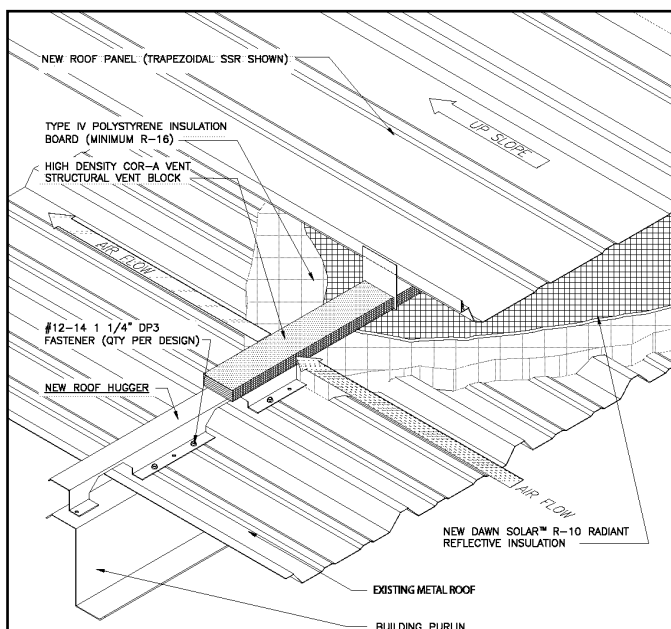 NEW ROOF PANEL (TRAPEZOIDAL SSR SHOWN)
UP SLOPE
TYPE IV POLYSTYRENE INSULATION
BOARD (MINIMUM R-16)
HIGH DENSITY COR-A VENT
STRUCTURAL VENT BLOCK
AIR FLOW
#12-14 1 1/4" DP3
FASTENER (QTY PER DESIGN)
NEW ROOF HUGGER
AIR FLOW
NEW DAWN SOLAR™ R-10 RADIANT
REFLECTIVE INSULATION
EXISTING METAL ROOF
BUILDING PURLIN